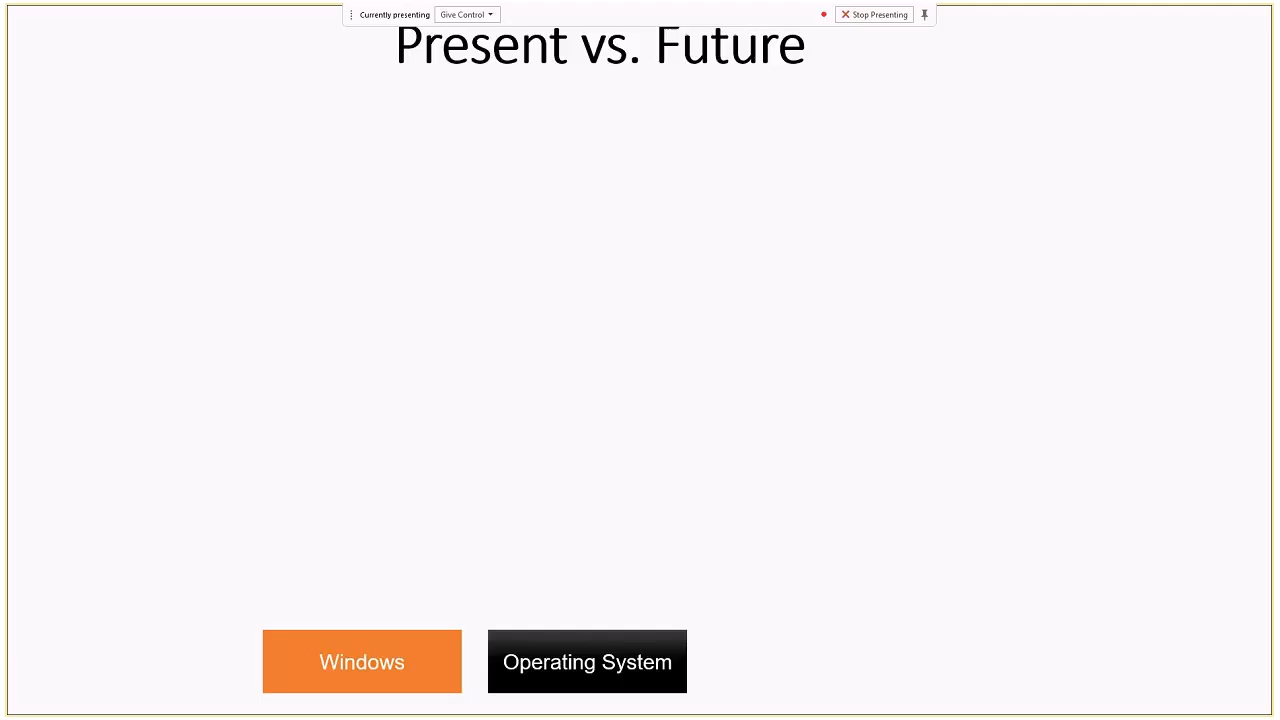 Currently presenting Give Control Stop Presenting
Present vs. Future
Windows Operating System